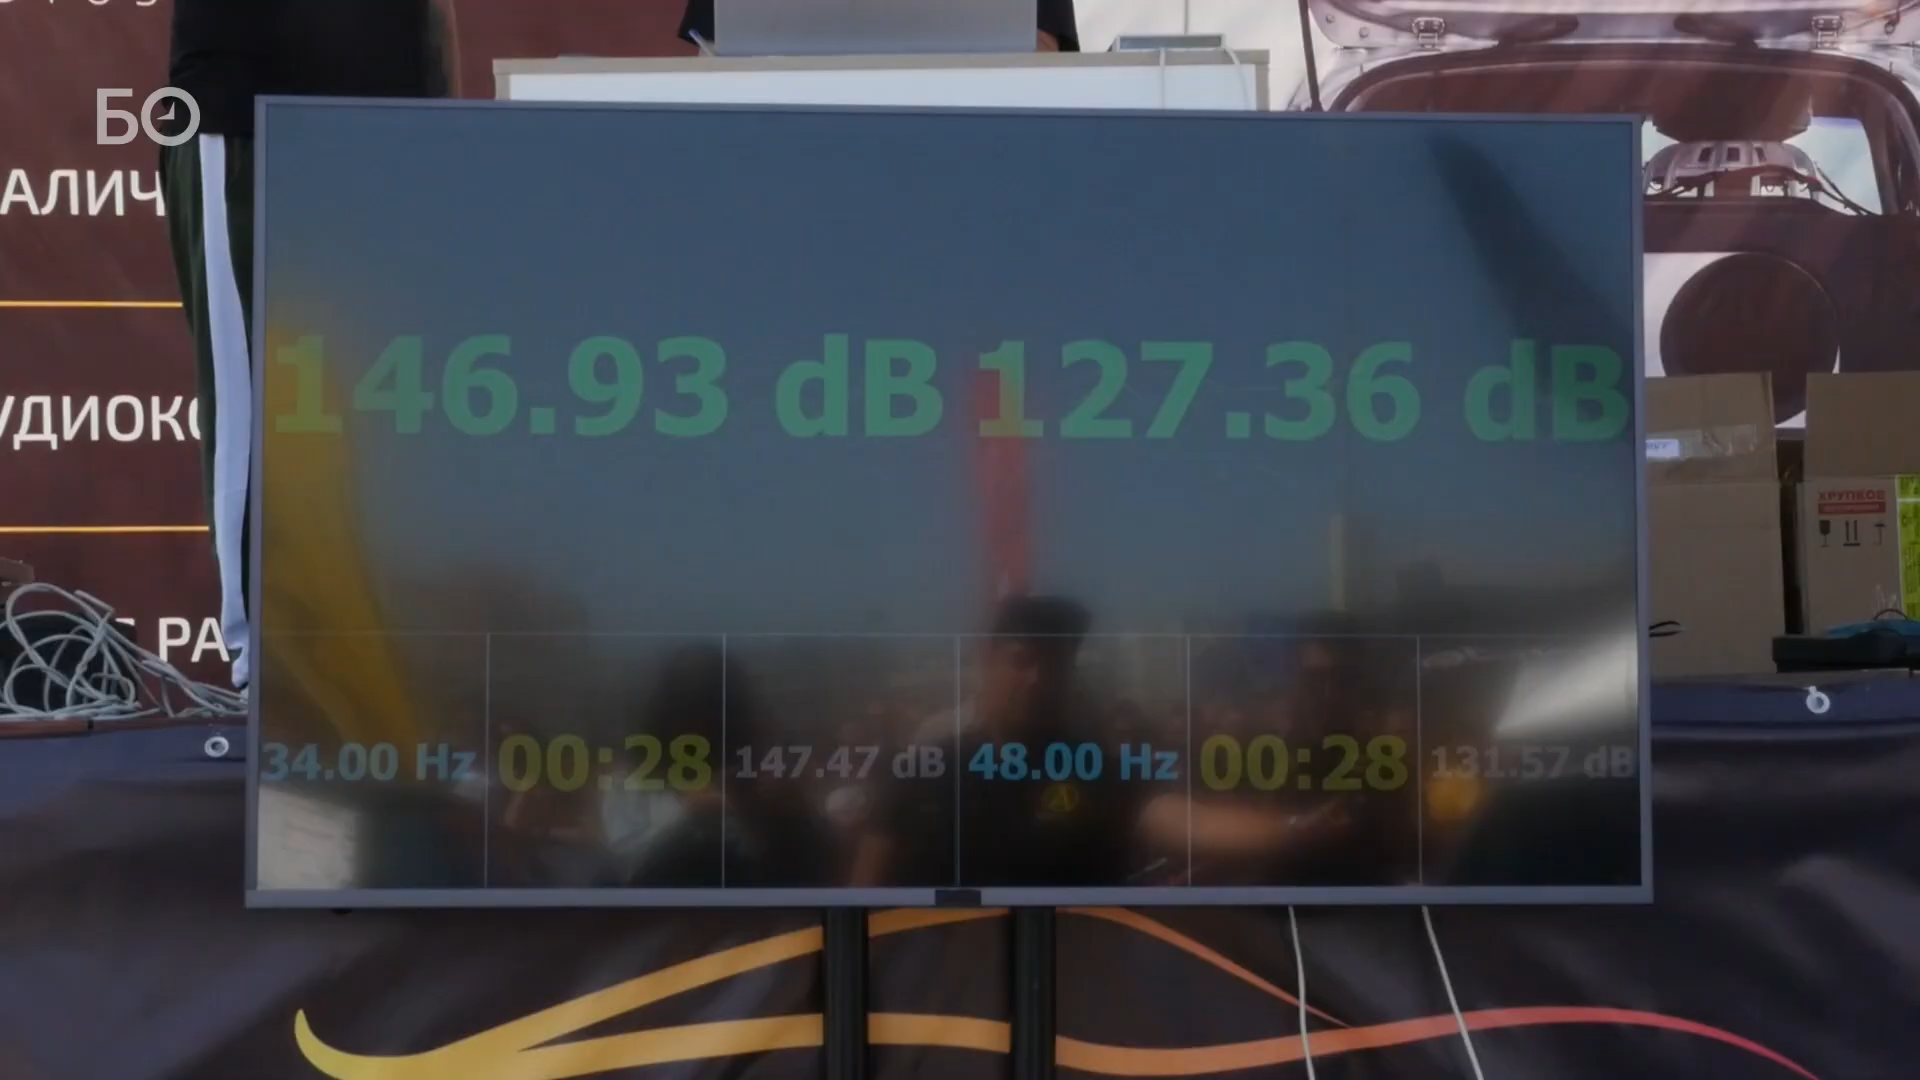 БО
АЛИЧ
УДИОКО
РА
146.93 dB 127.36 dB
34.00 Hz 00:28 147.47 dB 48.00 Hz 00:28 131.57 dB
ХРУПКОЕ